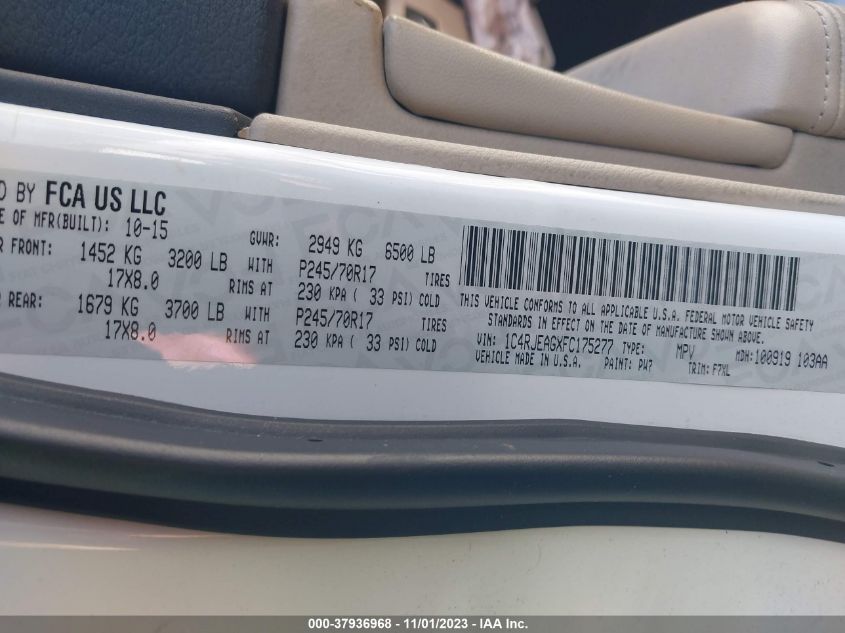 D BY FCA US LLC
E OF MFR(BUILT): 10-15 GVWR: 2949 KG 6500 LB
R FRONT: 1452 KG 3200 LB WITH P245/70R17 TIRES
17X8.0 RIMS AT 230 KPA ( 33 PSI) COLD
REAR: 1679 KG 3700 LB WITH P245/70R17 TIRES
17X8.0 RIMS AT 230 KPA ( 33 PSI) COLD
THIS VEHICLE CONFORMS TO ALL APPLICABLE U.S.A. FEDERAL MOTOR VEHICLE SAFETY
STANDARDS IN EFFECT ON THE DATE OF MANUFACTURE SHOWN ABOVE.
VIN: 1C4RJEAGXFC175277 TYPE: MPV MDH:100919 103AA
VEHICLE MADE IN U.S.A. PAINT: PW7 TRIM: F7YL
000-37936968 - 11/01/2023 - IAA Inc.